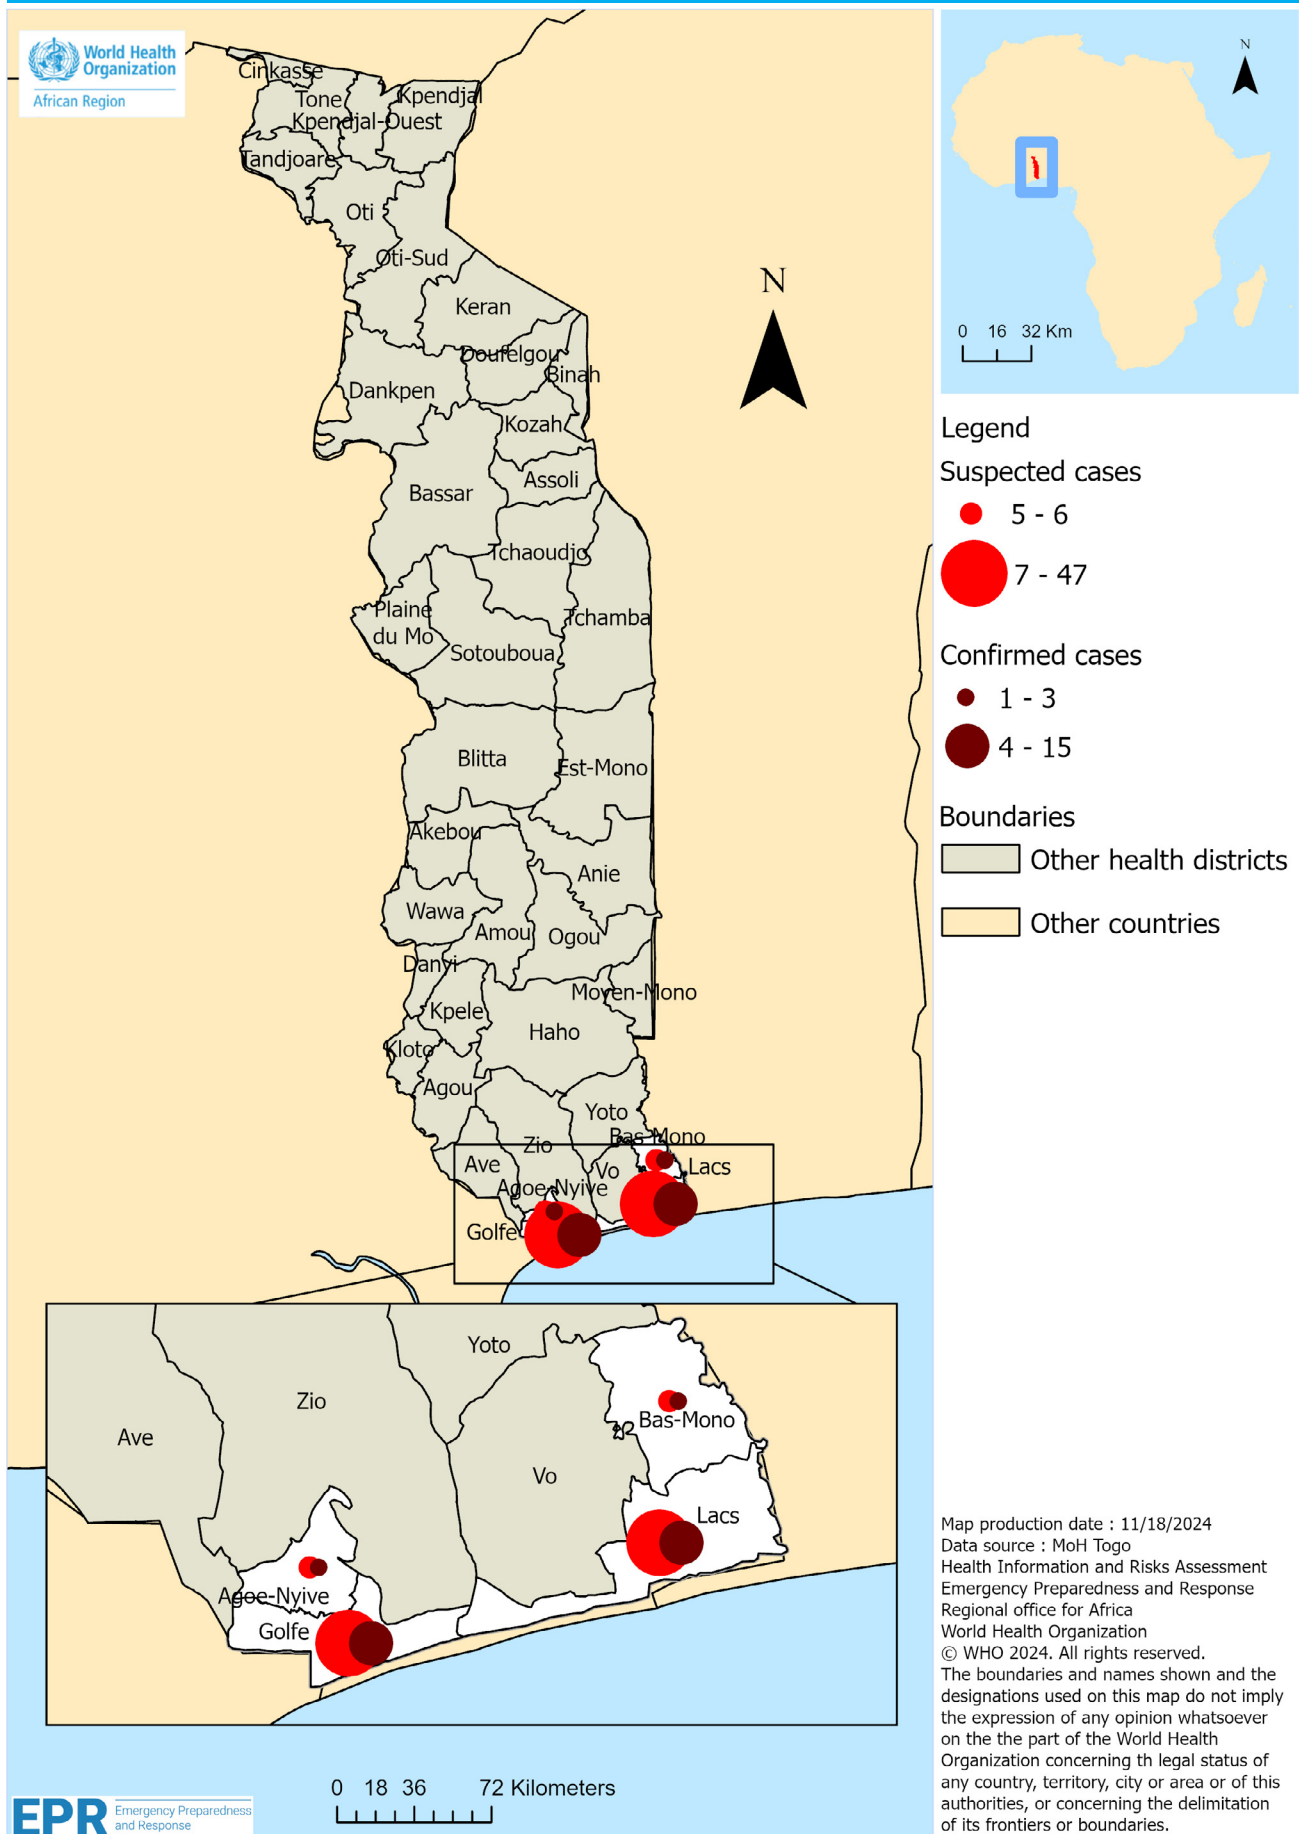 World Health
Organization
African Region
Cinkasse
Tone
Kpendjal
Kpendjal-Ouest
Tandjoare
Oti
Oti-Sud
Keran
Doufelgou
Binah
Dankpen
Kozah
Assoli
Bassar
Tchaoudjo
Plaine
du Mo
Tchamba
Sotouboua
Blitta
Est-Mono
Akebou
Anie
Wawa
Amou
Ogou
Danyi
Moyen-Mono
Kpele
Haho
Kloto
Agou
Yoto
Bas-Mono
Zio
Ave
Vo
Lacs
Agoe-Nyive
Golfe
N
Yoto
Zio
Ave
Bas-Mono
Vo
Lacs
Agoe-Nyive
Golfe
0 18 36 72 Kilometers
EPR
Emergency Preparedness
and Response
N
0 16 32 Km
Legend
Suspected cases
5 - 6
7 - 47
Confirmed cases
1 - 3
4 - 15
Boundaries
Other health districts
Other countries
Map production date : 11/18/2024
Data source : MoH Togo
Health Information and Risks Assessment
Emergency Preparedness and Response
Regional office for Africa
World Health Organization
© WHO 2024. All rights reserved.
The boundaries and names shown and the
designations used on this map do not imply
the expression of any opinion whatsoever
on the the part of the World Health
Organization concerning th legal status of
any country, territory, city or area or of this
authorities, or concerning the delimitation
of its frontiers or boundaries.